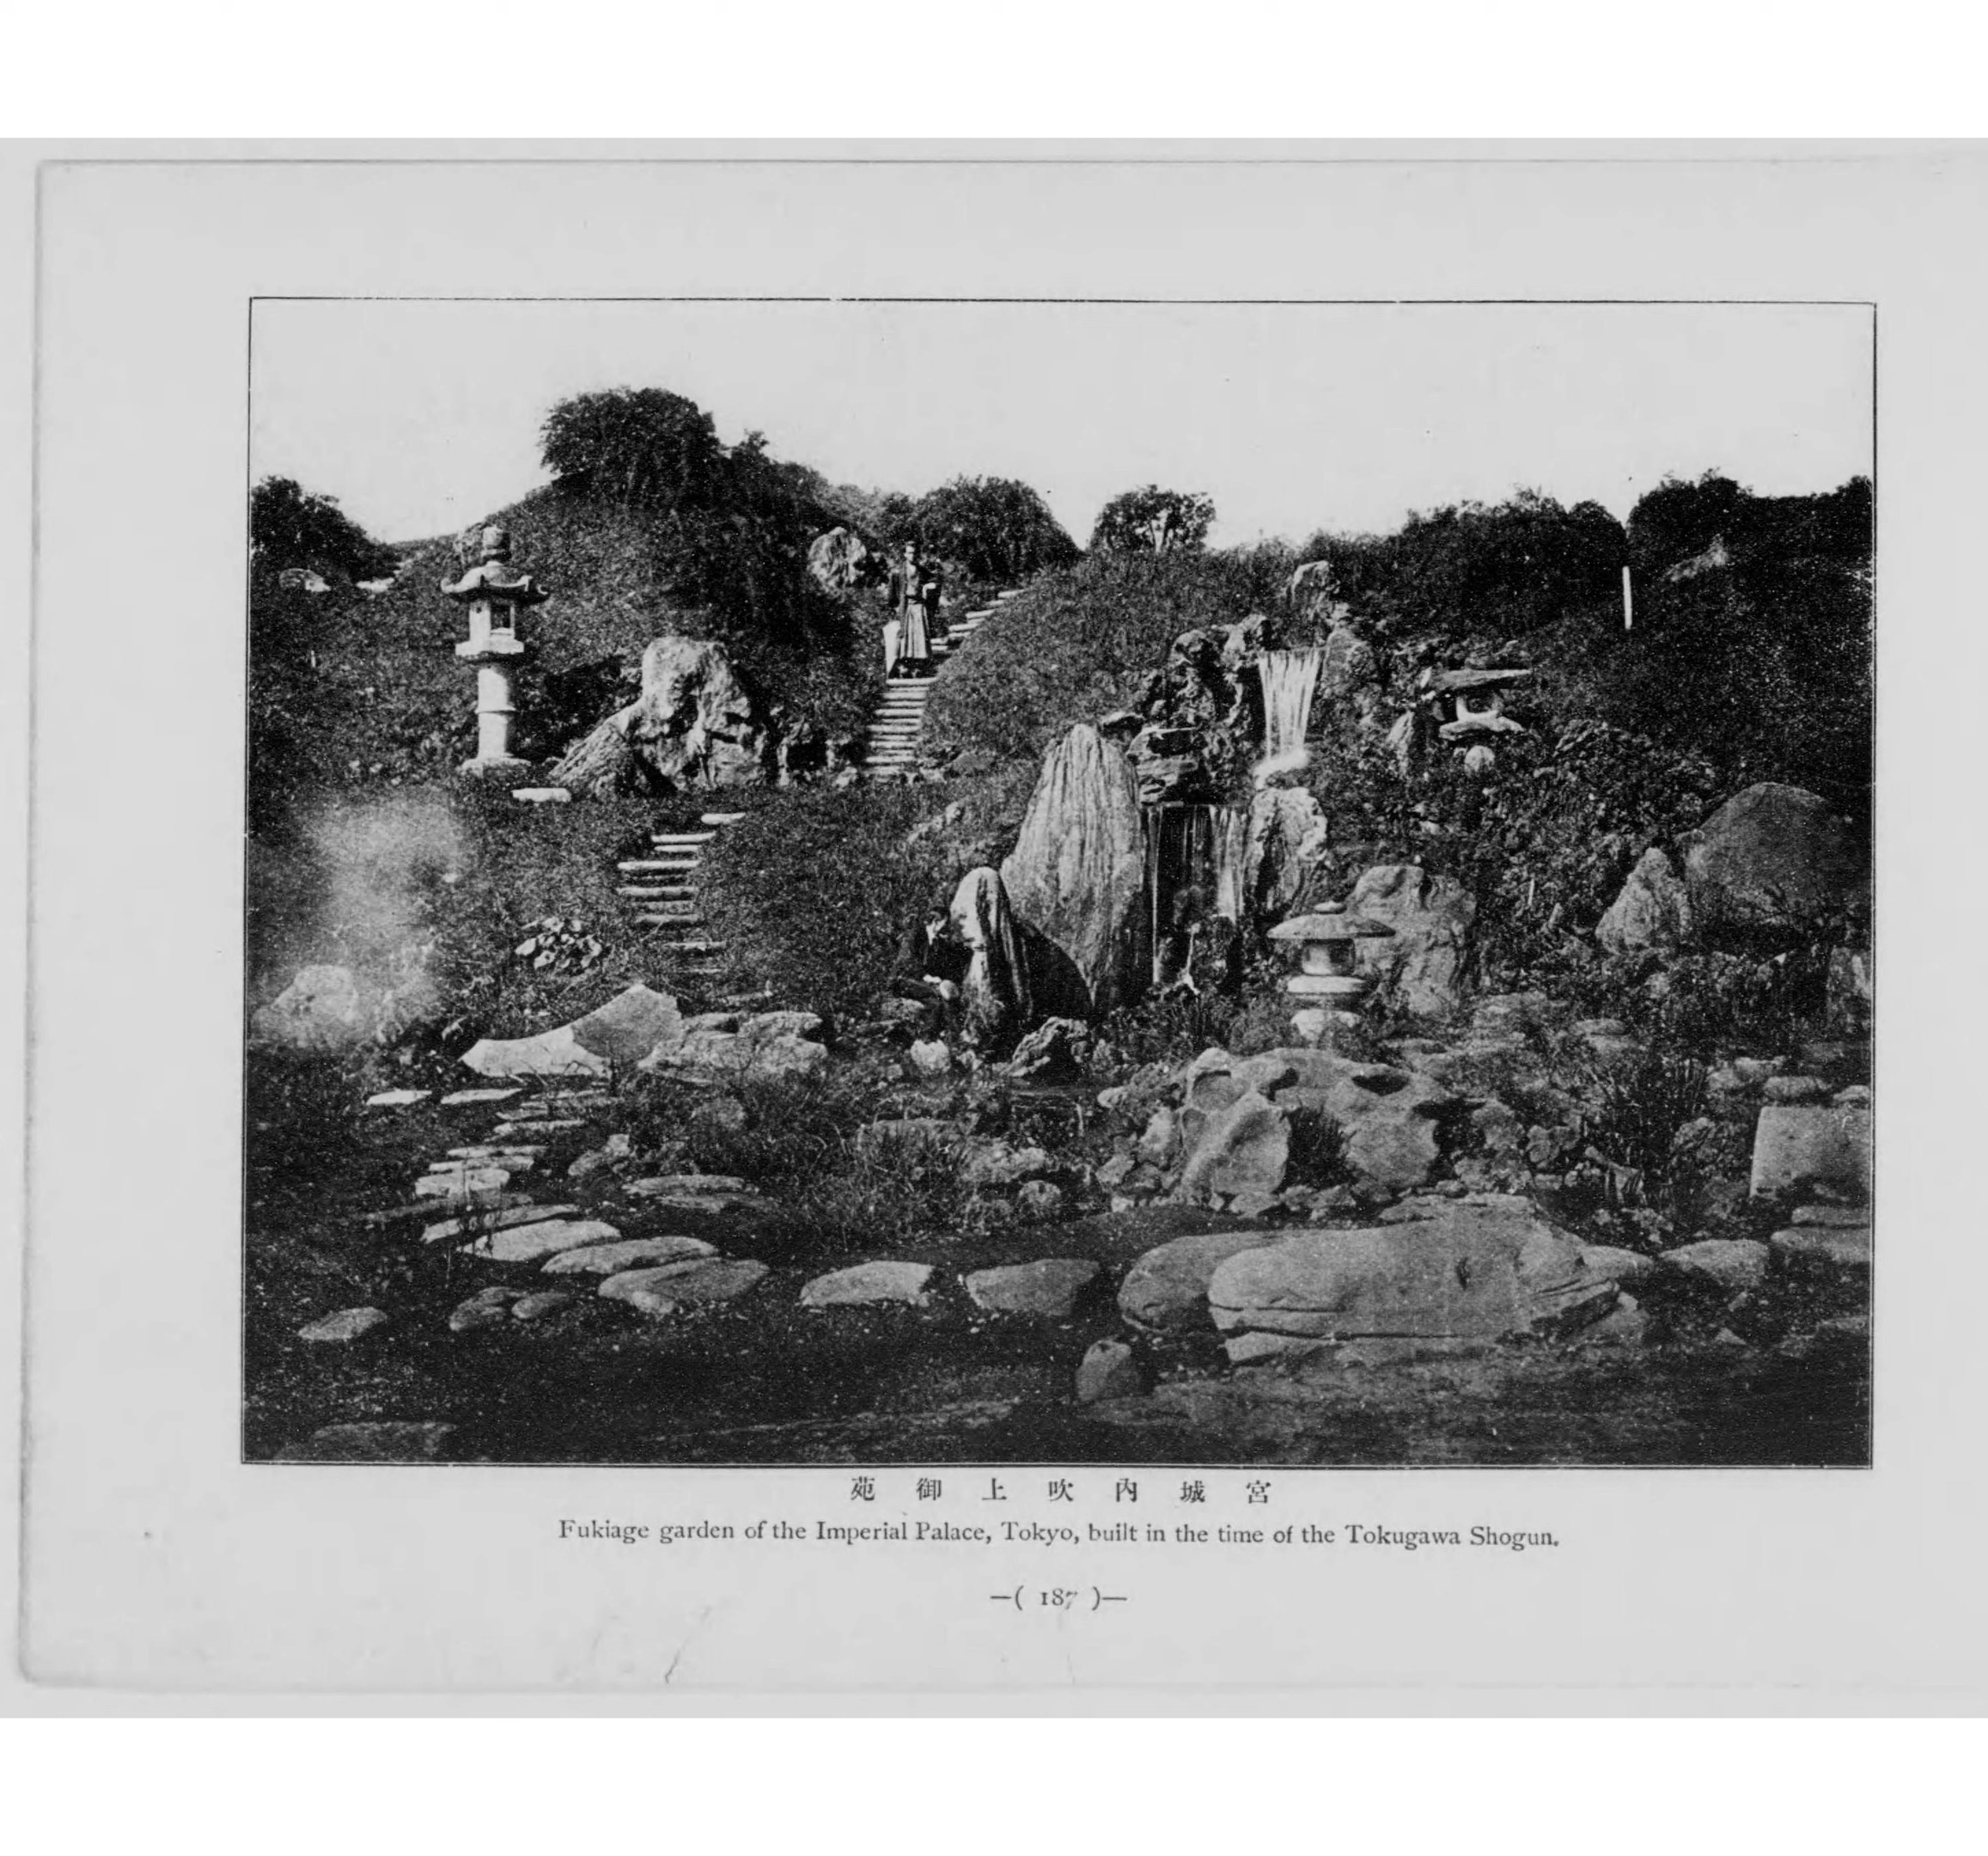 宮城內吹上御苑
Fukiage garden of the Imperial Palace, Tokyo, built in the time of the Tokugawa Shogun.
—( 187 )—